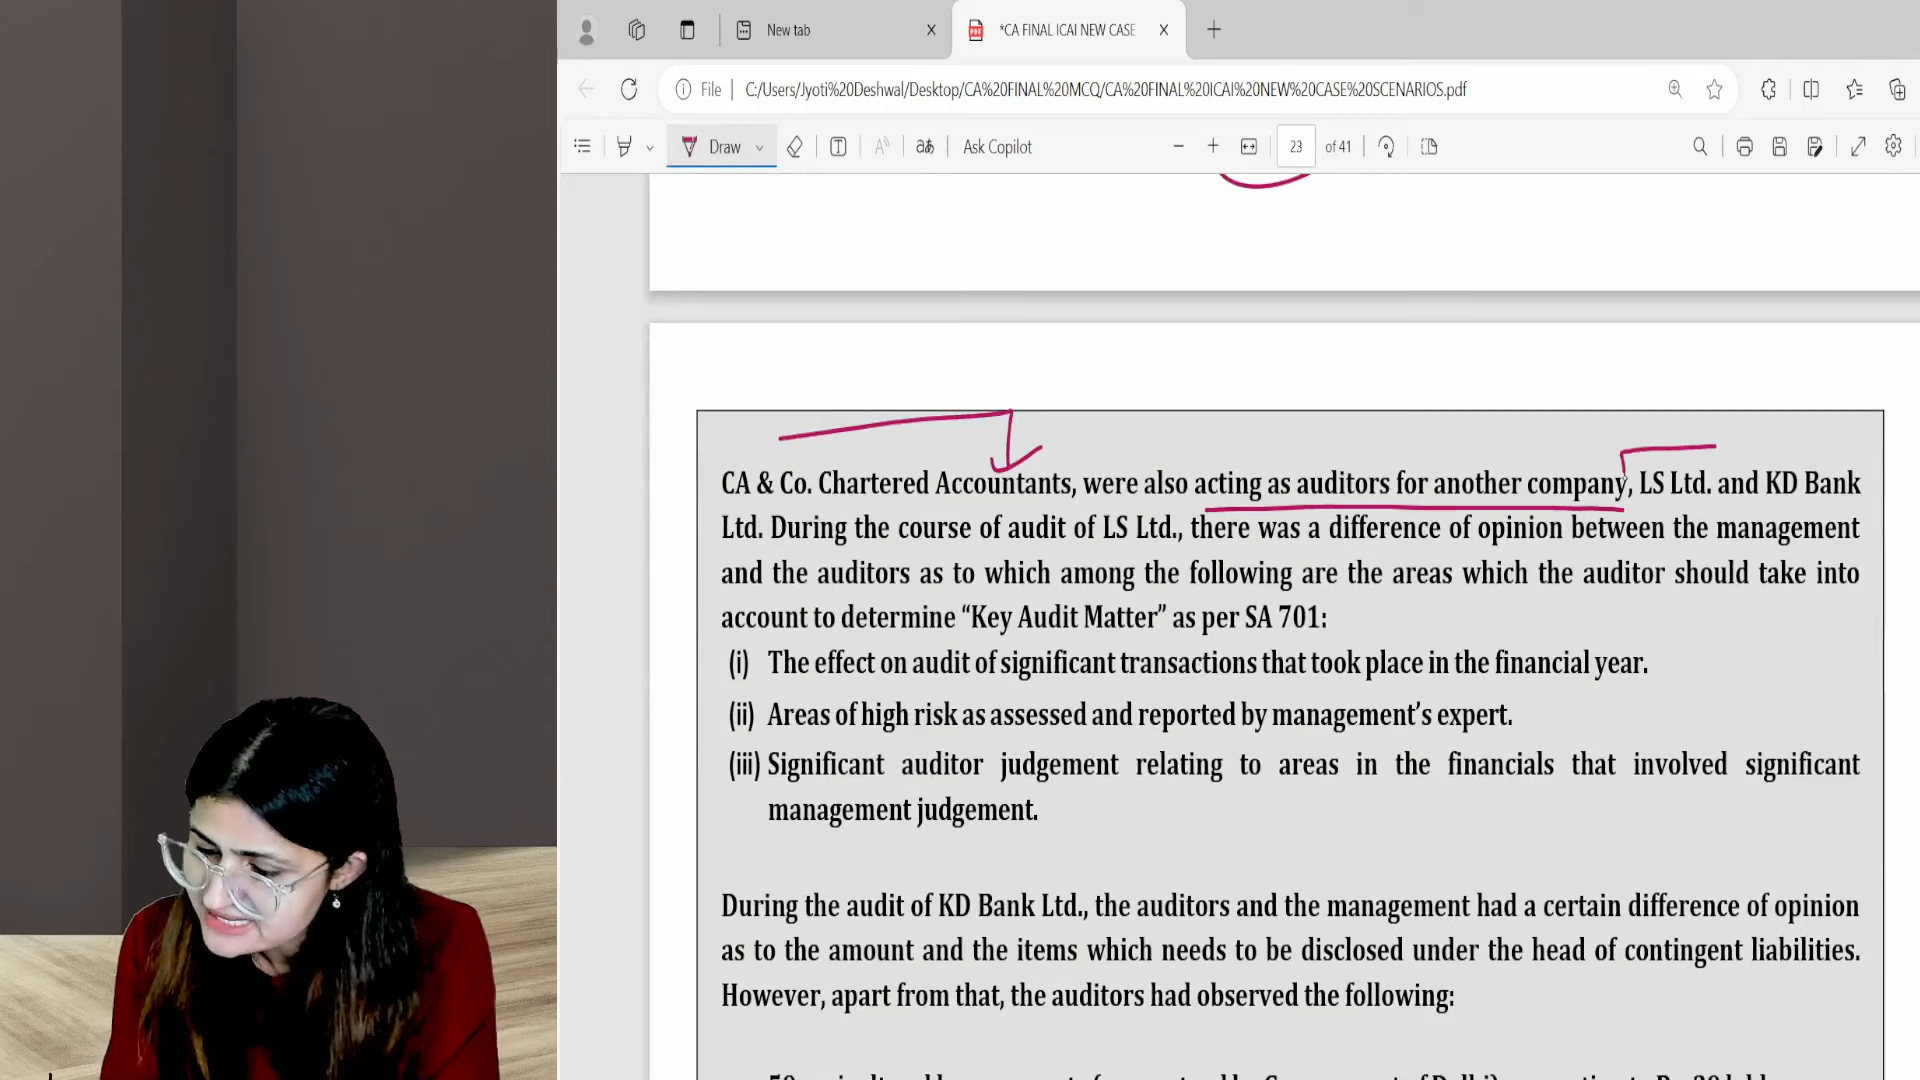 New tab
*CA FINAL ICAI NEW CASE
File
C:/Users/Jyoti%20Deshwal/Desktop/CA%20FINAL%20MCQ/CA%20FINAL%20ICAI%20NEW%20CASE%20SCENARIOS.pdf
Draw
aあ
Ask Copilot
23 of 41
CA & Co. Chartered Accountants, were also acting as auditors for another company, LS Ltd. and KD Bank
Ltd. During the course of audit of LS Ltd., there was a difference of opinion between the management
and the auditors as to which among the following are the areas which the auditor should take into
account to determine “Key Audit Matter” as per SA 701:
(i) The effect on audit of significant transactions that took place in the financial year.
(ii) Areas of high risk as assessed and reported by management’s expert.
(iii) Significant auditor judgement relating to areas in the financials that involved significant
management judgement.
During the audit of KD Bank Ltd., the auditors and the management had a certain difference of opinion
as to the amount and the items which needs to be disclosed under the head of contingent liabilities.
However, apart from that, the auditors had observed the following: